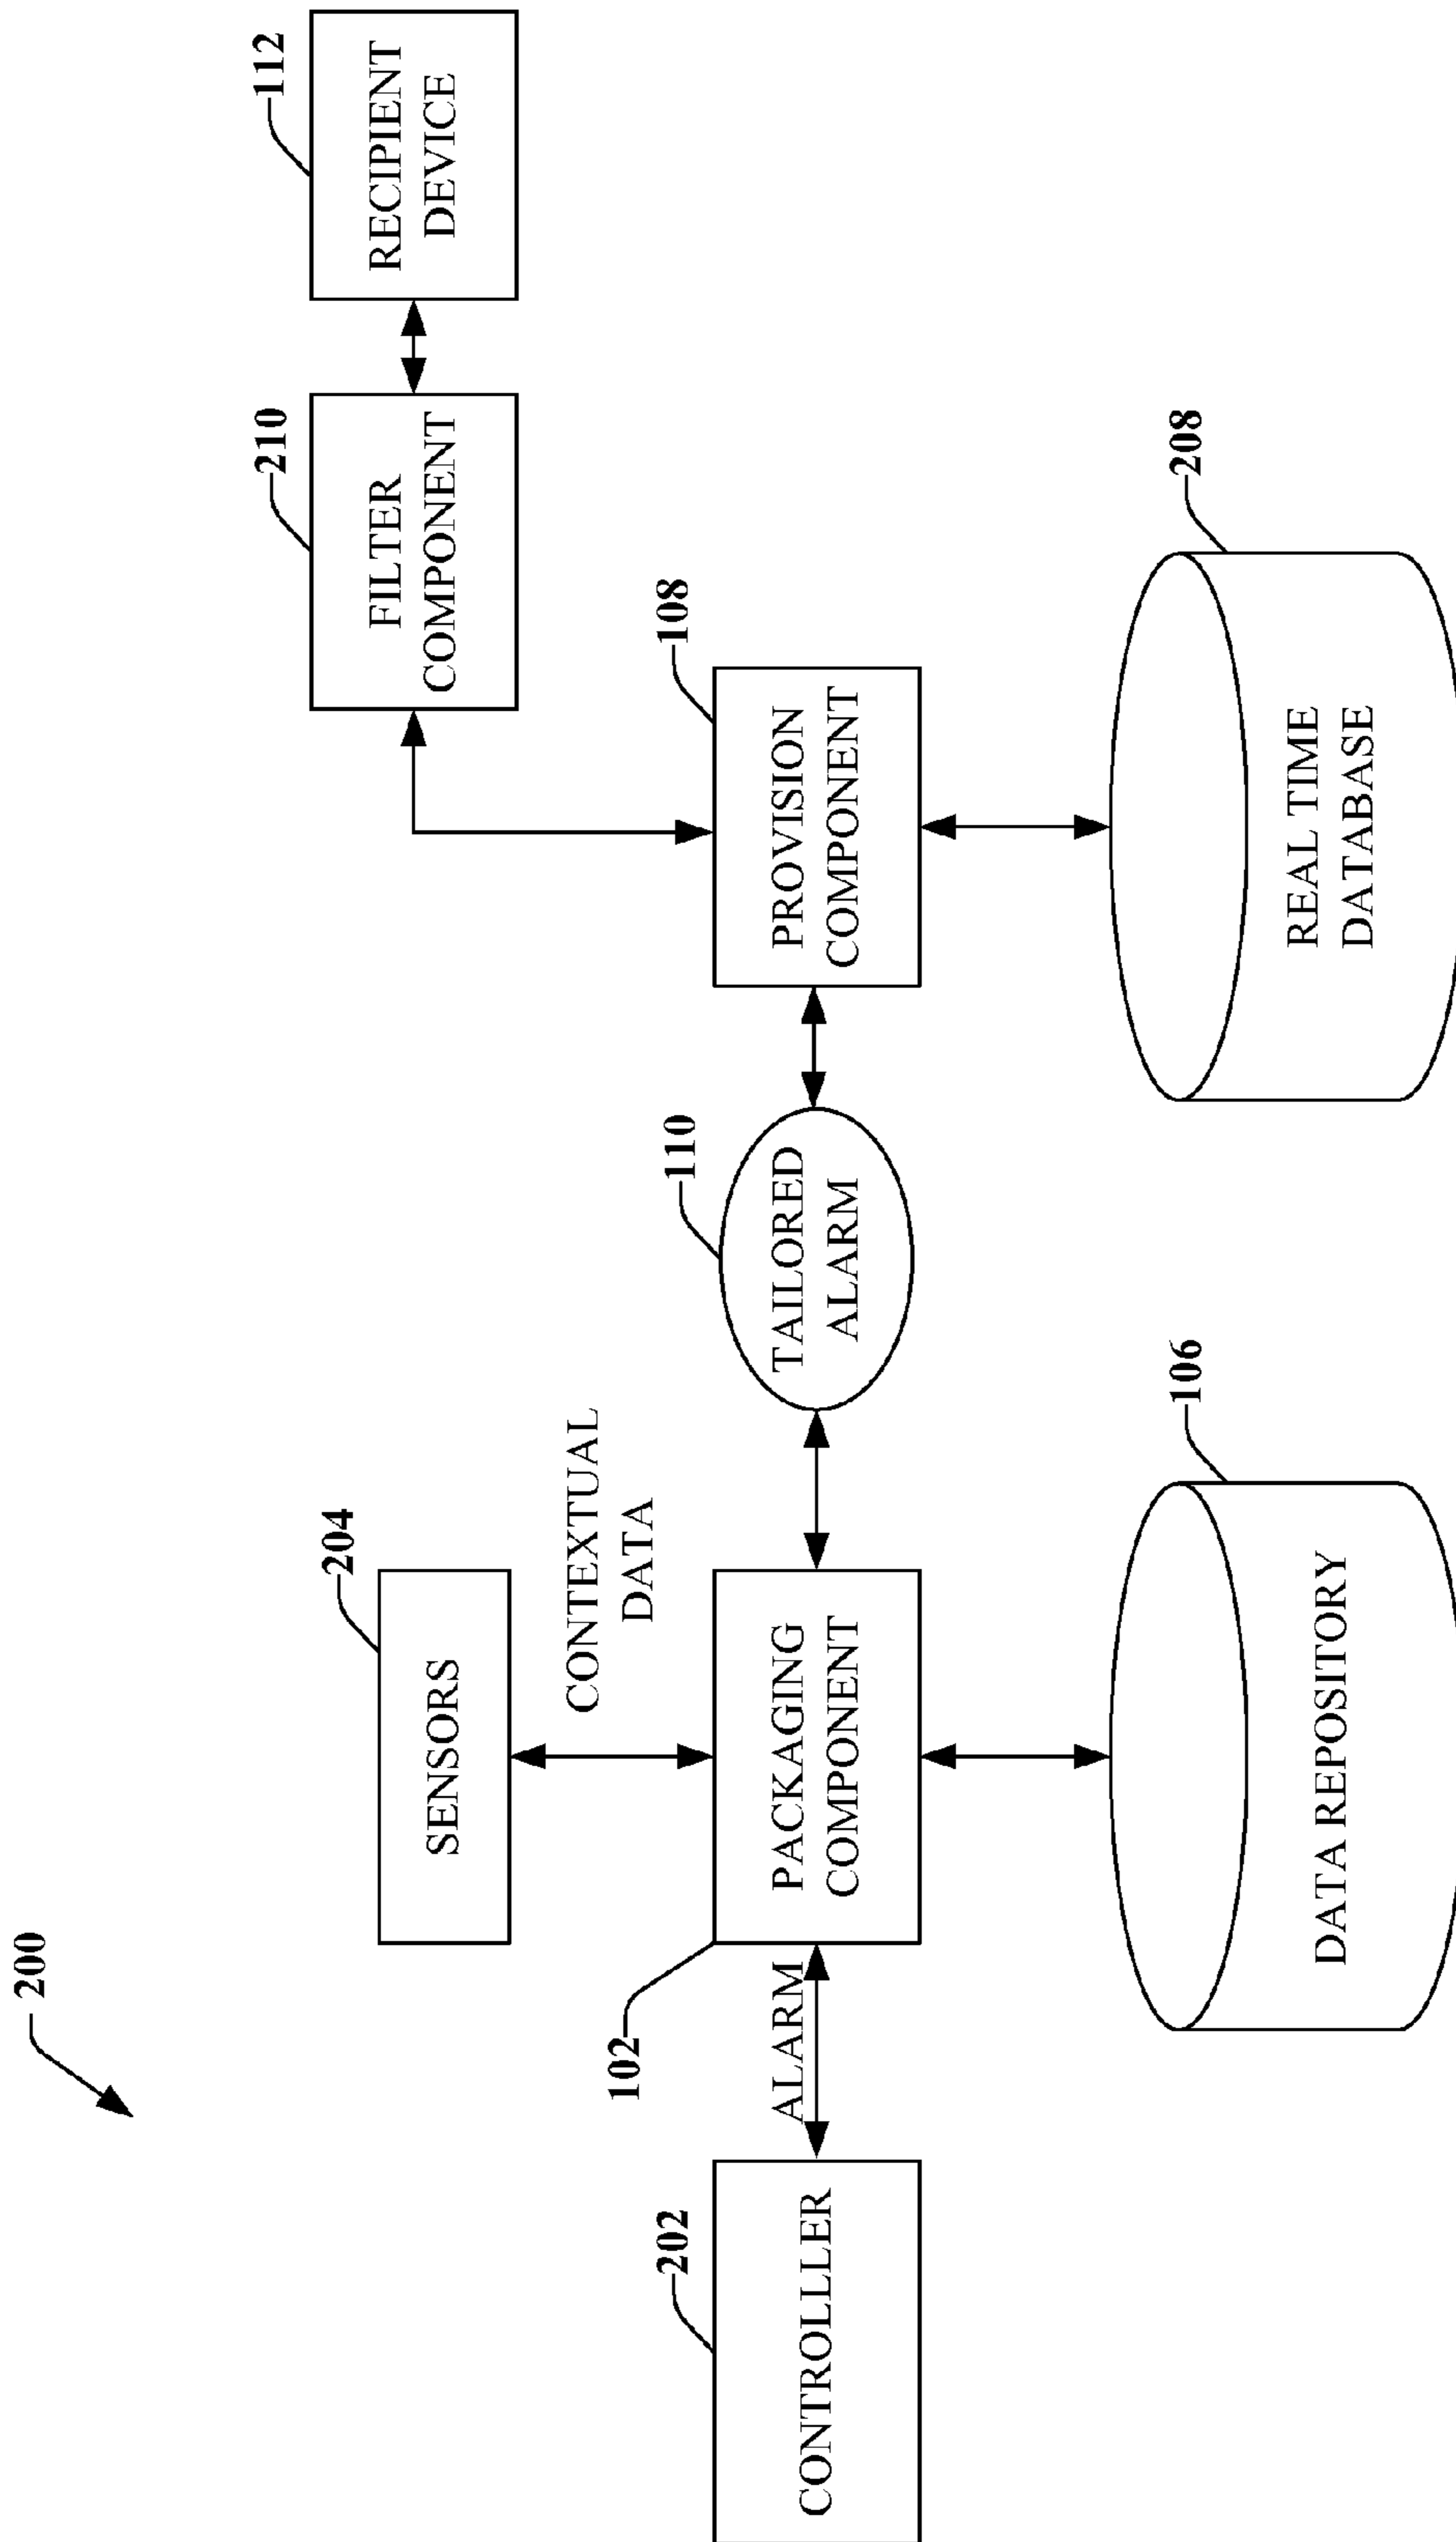 200
204
SENSORS
CONTEXTUAL
DATA
210
FILTER
COMPONENT
112
RECIPIENT
DEVICE
202
CONTROLLER
ALARM
102
PACKAGING
COMPONENT
110
TAILORED
ALARM
108
PROVISION
COMPONENT
106
DATA REPOSITORY
208
REAL TIME
DATABASE